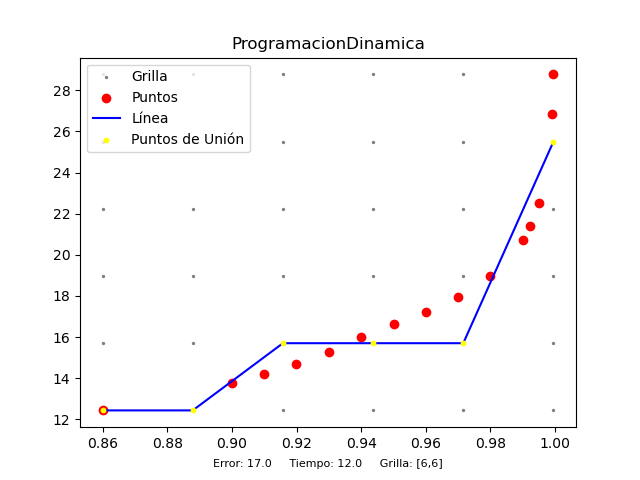 ProgramacionDinamica
Grilla
Puntos
Línea
Puntos de Unión
28
26
24
22
20
18
16
14
12
0.86 0.88 0.90 0.92 0.94 0.96 0.98 1.00
Error: 17.0 Tiempo: 12.0 Grilla: [6,6]